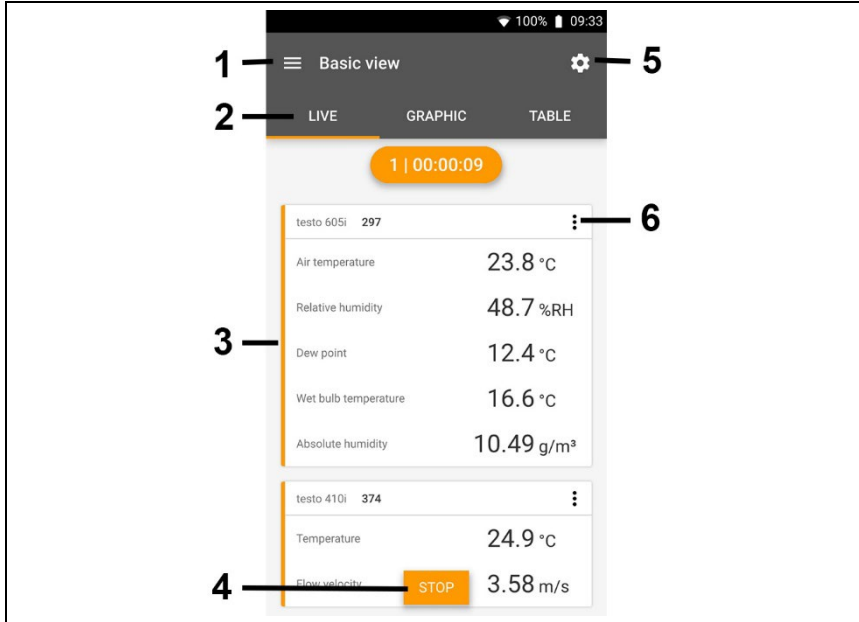 100% 09:33
1 Basic view 5
2 LIVE GRAPHIC TABLE
1 | 00:00:09
testo 605i 297 6
Air temperature 23.8 °C
Relative humidity 48.7 %RH
3
Dew point 12.4 °C
Wet bulb temperature 16.6 °C
Absolute humidity 10.49 g/m³
testo 410i 374
Temperature 24.9 °C
4 Flow velocity STOP 3.58 m/s